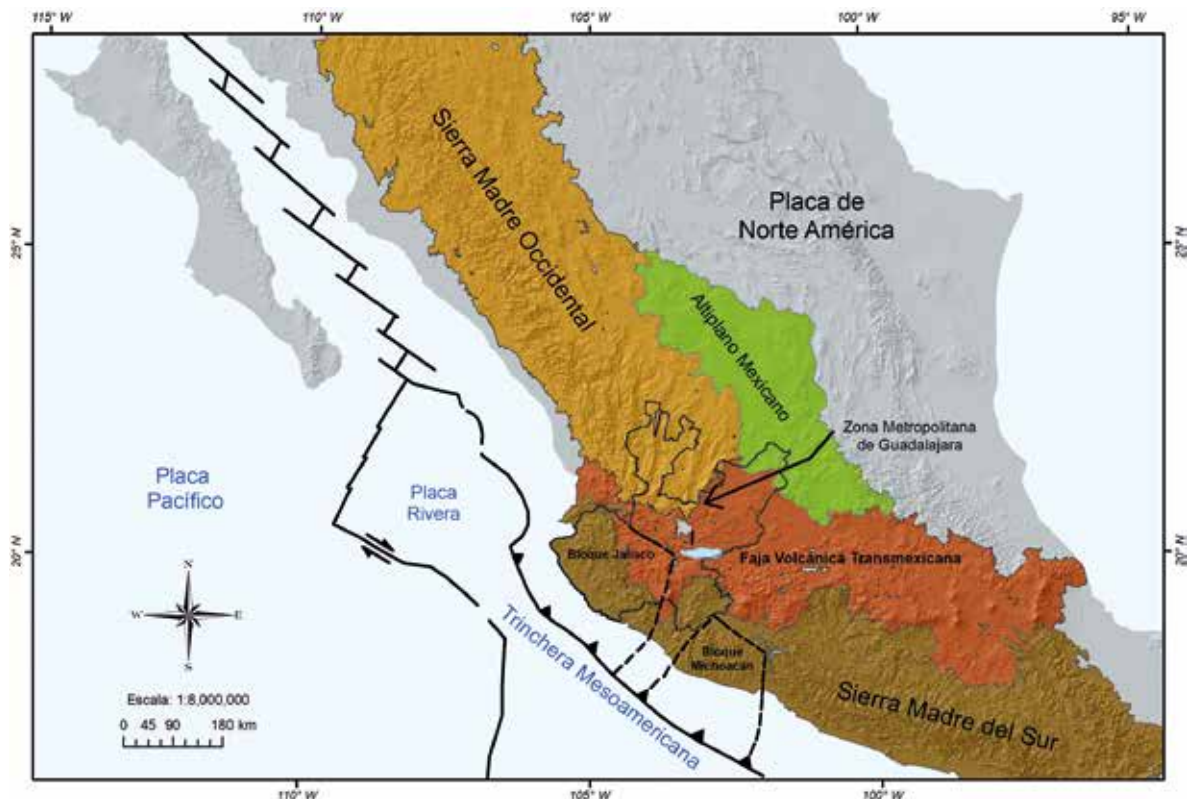 115° W
110° W
105° W
100° W
95° W
25° N
25° N
Sierra Madre Occidental
Placa de
Norte América
Altiplano Mexicano
Zona Metropolitana
de Guadalajara
Placa
Pacífico
Placa
Rivera
20° N
20° N
Bloque Jalisco
Faja Volcánica Transmexicana
N
W
E
S
Trinchera Mesoamericana
Bloque
Michoacán
Sierra Madre del Sur
Escala: 1:8,000,000
0 45 90 180 km
110° W
105° W
100° W